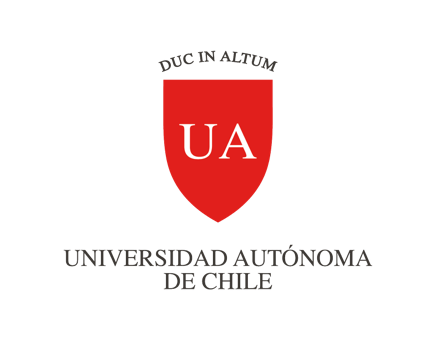 DUC IN ALTUM
UA
UNIVERSIDAD AUTÓNOMA
DE CHILE